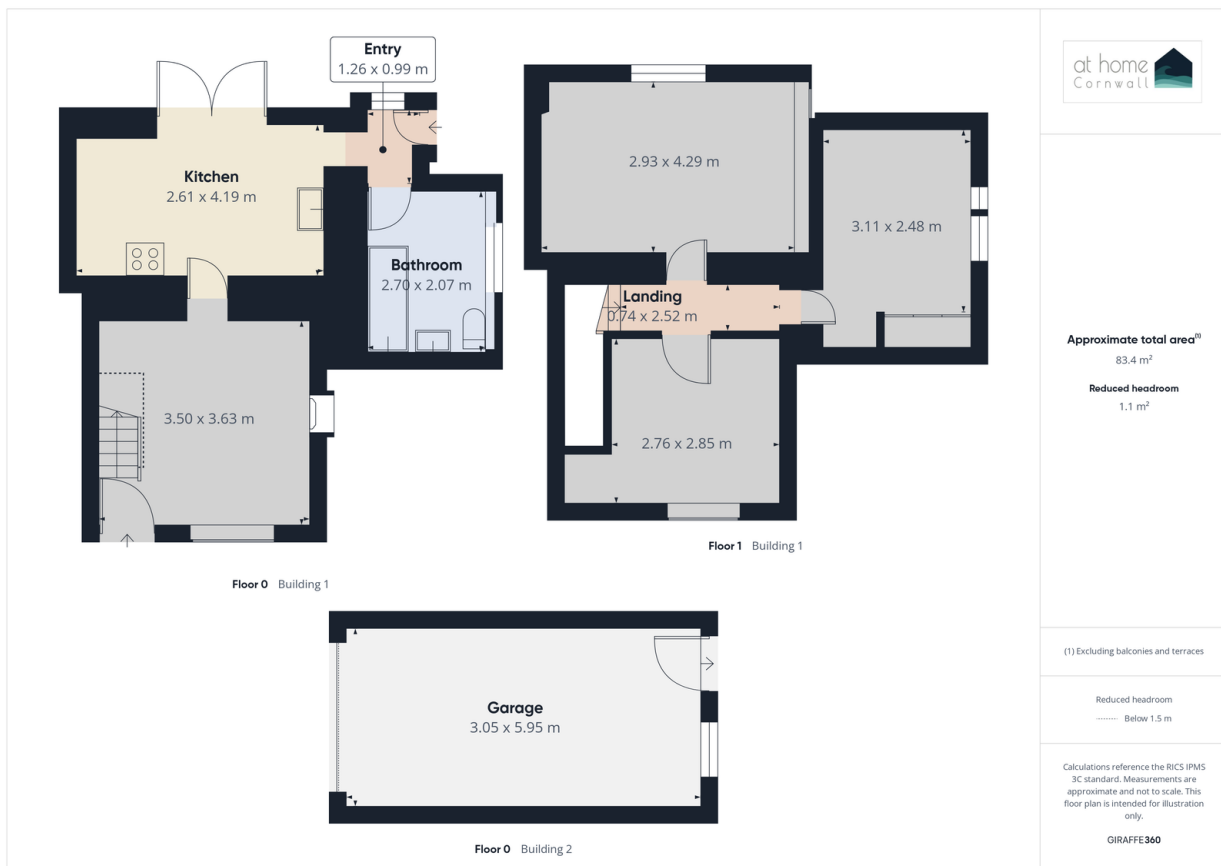 Entry
1.26 x 0.99 m
Kitchen
2.61 x 4.19 m
Bathroom
2.70 x 2.07 m
3.50 x 3.63 m
Floor 0 Building 1
2.93 x 4.29 m
3.11 x 2.48 m
Landing
0.74 x 2.52 m
2.76 x 2.85 m
Floor 1 Building 1
Garage
3.05 x 5.95 m
Floor 0 Building 2
at home
Cornwall
Approximate total area(1)
83.4 m²
Reduced headroom
1.1 m²
(1) Excluding balconies and terraces
Reduced headroom
Below 1.5 m
Calculations reference the RICS IPMS
3C standard. Measurements are
approximate and not to scale. This
floor plan is intended for illustration
only.
GIRAFFE360